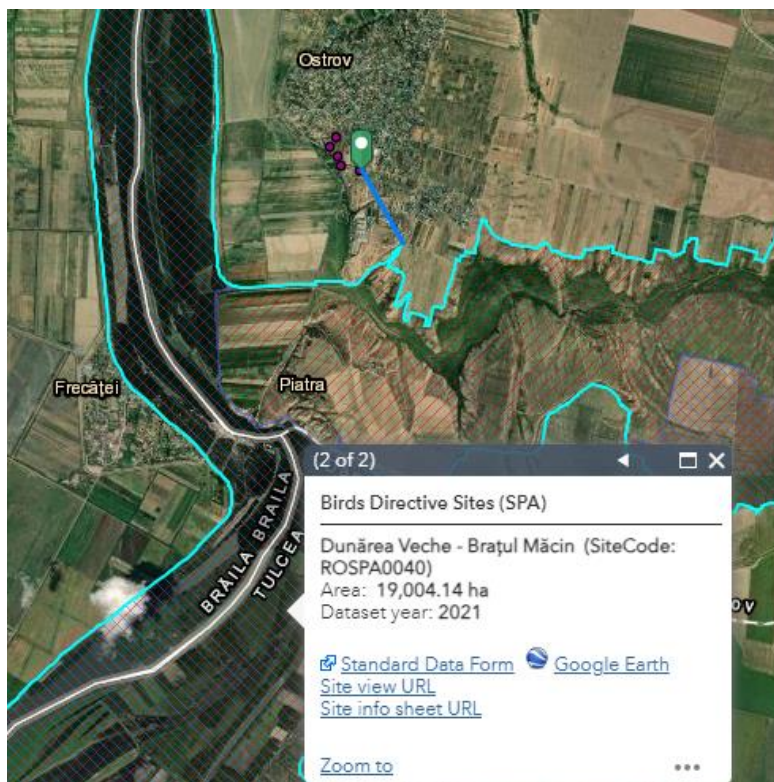 Ostrov
Frecăței
Piatra
BRĂILA BRAILA
TULCEA
(2 of 2)
Birds Directive Sites (SPA)
Dunărea Veche - Brațul Măcin (SiteCode:
ROSPA0040)
Area: 19,004.14 ha
Dataset year: 2021
Standard Data Form Google Earth
Site view URL
Site info sheet URL
Zoom to
ov